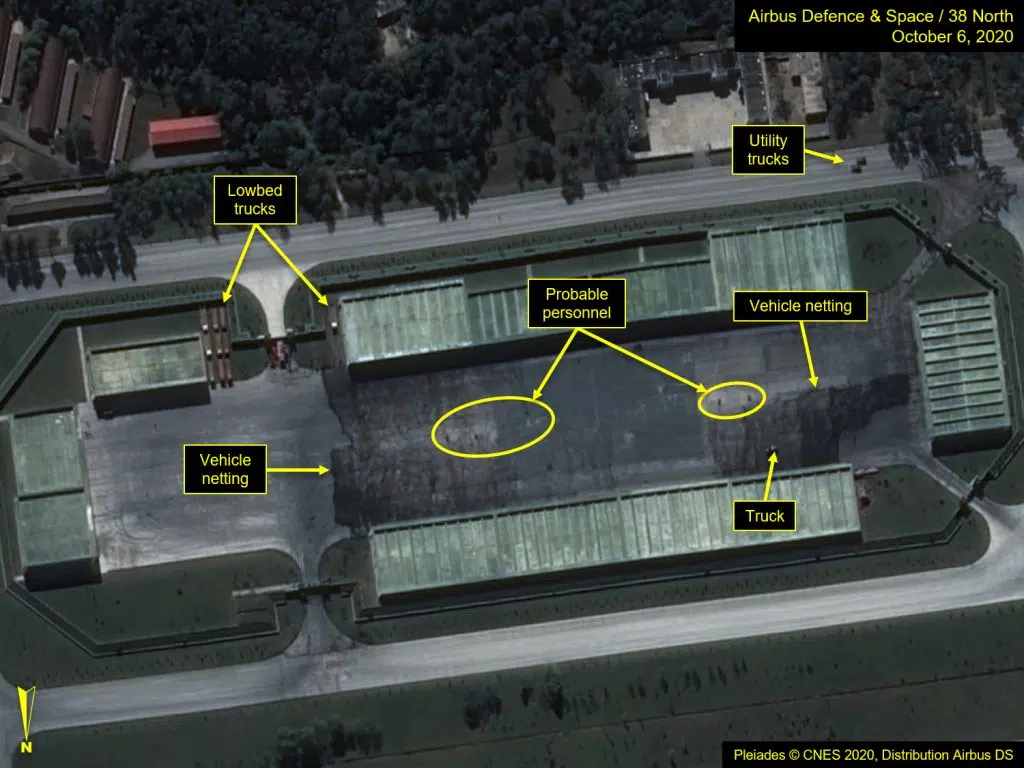 Airbus Defence & Space / 38 North
October 6, 2020
Utility
trucks
Lowbed
trucks
Probable
personnel
Vehicle netting
Vehicle
netting
Truck
N
Pleiades © CNES 2020, Distribution Airbus DS